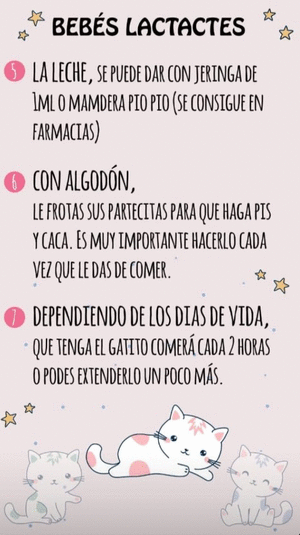 BEBÉS LACTACTES
5 LA LECHE, SE PUEDE DAR CON JERINGA DE
1ML O MAMDERA PIO PIO (SE CONSIGUE EN
FARMACIAS)
6 CON ALGODÓN,
LE FROTAS SUS PARTECITAS PARA QUE HAGA PIS
Y CACA. ES MUY IMPORTANTE HACERLO CADA
VEZ QUE LE DAS DE COMER.
7 DEPENDIENDO DE LOS DIAS DE VIDA,
QUE TENGA EL GATITO COMERÁ CADA 2 HORAS
O PODES EXTENDERLO UN POCO MÁS.